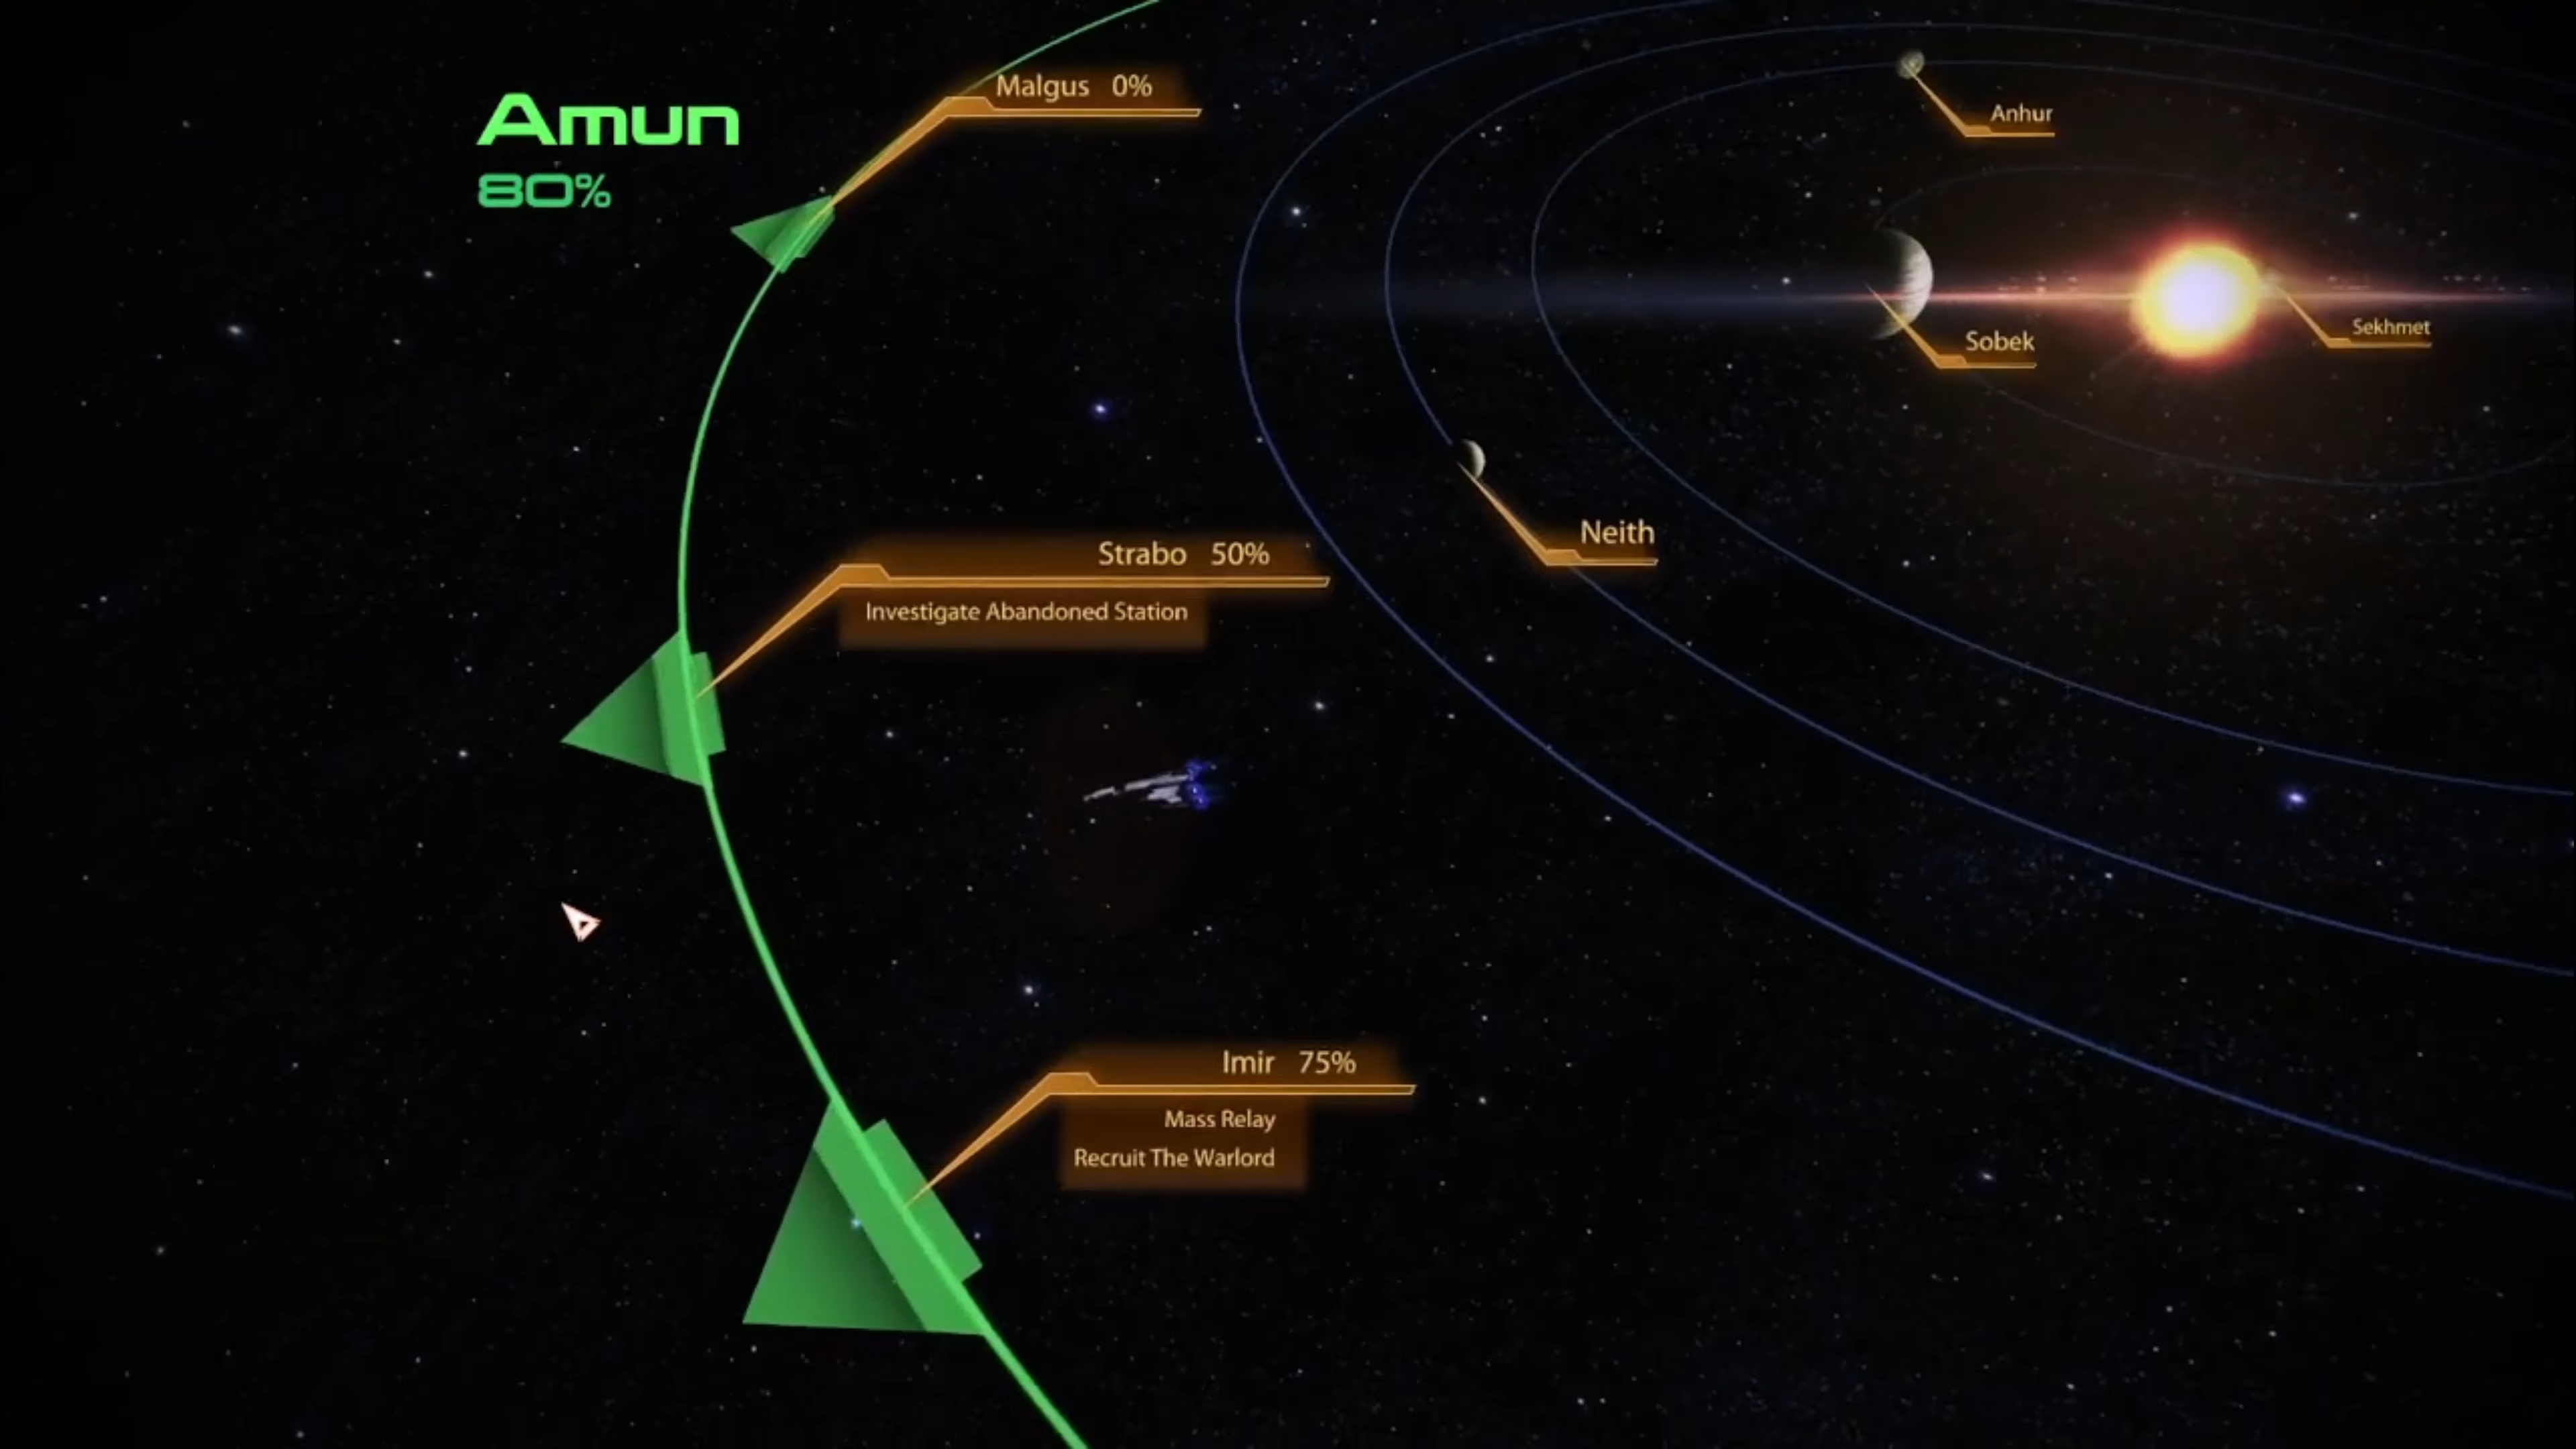 Amun
80%
Malgus 0%
Anhur
Sobek
Sekhmet
Neith
Strabo 50%
Investigate Abandoned Station
Imir 75%
Mass Relay
Recruit The Warlord